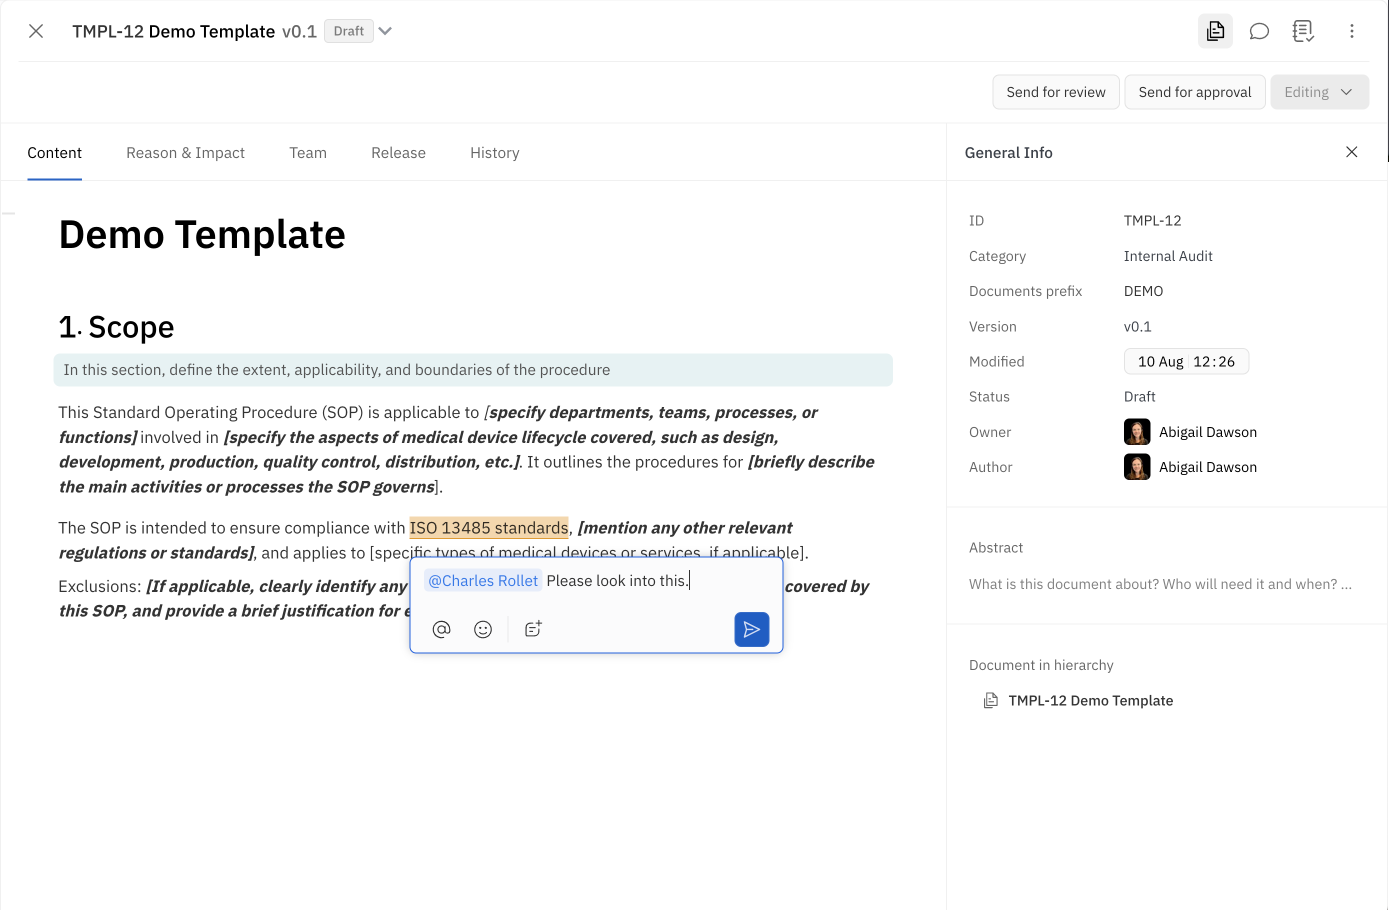 TMPL-12 Demo Template v0.1 Draft
Send for review Send for approval Editing
Content Reason & Impact Team Release History
Demo Template
1. Scope
In this section, define the extent, applicability, and boundaries of the procedure
This Standard Operating Procedure (SOP) is applicable to [specify departments, teams, processes, or
functions] involved in [specify the aspects of medical device lifecycle covered, such as design,
development, production, quality control, distribution, etc.]. It outlines the procedures for [briefly describe
the main activities or processes the SOP governs].
The SOP is intended to ensure compliance with ISO 13485 standards, [mention any other relevant
regulations or standards], and applies to [specific types of medical devices or services, if applicable].
Exclusions: [If applicable, clearly identify any covered by
this SOP, and provide a brief justification for
@Charles Rollet Please look into this.
General Info
ID TMPL-12
Category Internal Audit
Documents prefix DEMO
Version v0.1
Modified 10 Aug 12:26
Status Draft
Owner Abigail Dawson
Author Abigail Dawson
Abstract
What is this document about? Who will need it and when? ...
Document in hierarchy
TMPL-12 Demo Template